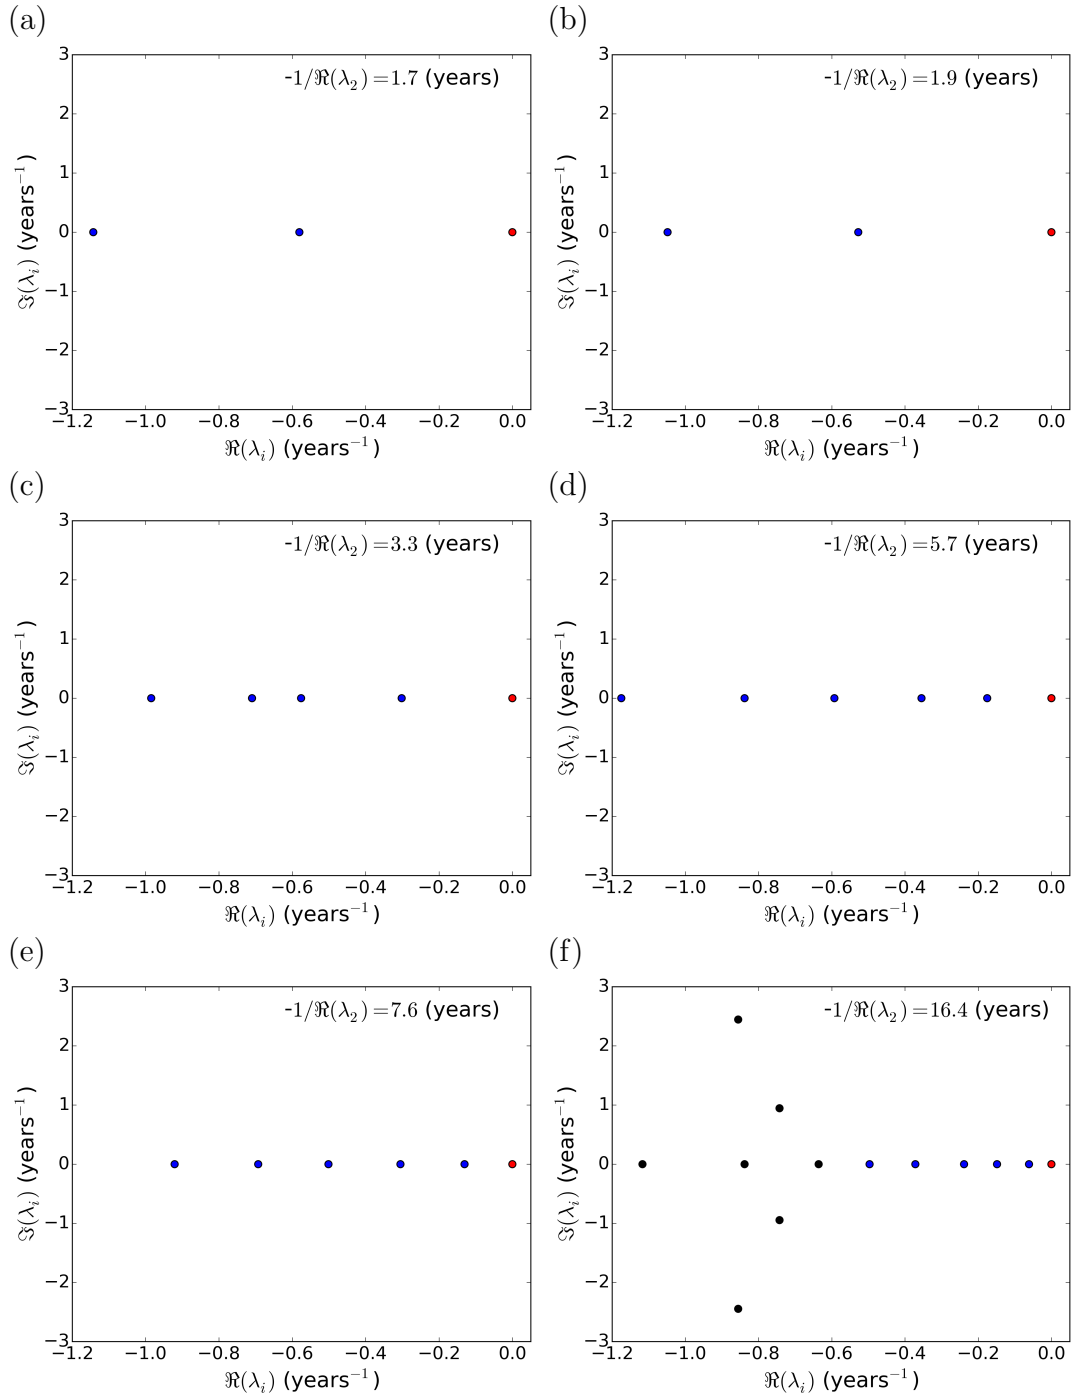 (a)
-1/ℜ(λ₂)=1.7 (years)
ℑ(λᵢ) (years⁻¹)
3
2
1
0
−1
−2
−3
−1.2 −1.0 −0.8 −0.6 −0.4 −0.2 0.0
ℜ(λᵢ) (years⁻¹)
(b)
-1/ℜ(λ₂)=1.9 (years)
ℑ(λᵢ) (years⁻¹)
3
2
1
0
−1
−2
−3
−1.2 −1.0 −0.8 −0.6 −0.4 −0.2 0.0
ℜ(λᵢ) (years⁻¹)
(c)
-1/ℜ(λ₂)=3.3 (years)
ℑ(λᵢ) (years⁻¹)
3
2
1
0
−1
−2
−3
−1.2 −1.0 −0.8 −0.6 −0.4 −0.2 0.0
ℜ(λᵢ) (years⁻¹)
(d)
-1/ℜ(λ₂)=5.7 (years)
ℑ(λᵢ) (years⁻¹)
3
2
1
0
−1
−2
−3
−1.2 −1.0 −0.8 −0.6 −0.4 −0.2 0.0
ℜ(λᵢ) (years⁻¹)
(e)
-1/ℜ(λ₂)=7.6 (years)
ℑ(λᵢ) (years⁻¹)
3
2
1
0
−1
−2
−3
−1.2 −1.0 −0.8 −0.6 −0.4 −0.2 0.0
ℜ(λᵢ) (years⁻¹)
(f)
-1/ℜ(λ₂)=16.4 (years)
ℑ(λᵢ) (years⁻¹)
3
2
1
0
−1
−2
−3
−1.2 −1.0 −0.8 −0.6 −0.4 −0.2 0.0
ℜ(λᵢ) (years⁻¹)